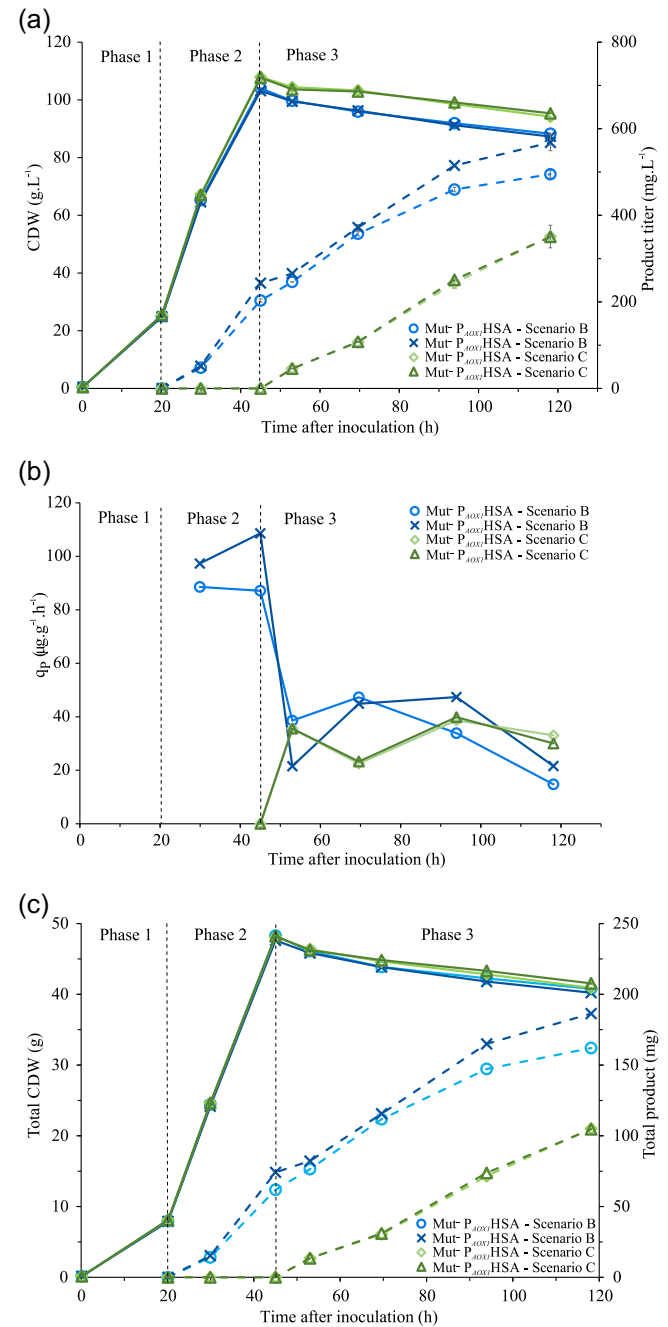 (a)
Phase 1
Phase 2
Phase 3
CDW (g.L⁻¹)
120
100
80
60
40
20
0
Product titer (mg.L⁻¹)
800
600
400
200
0
Mut⁻ P_AOX1HSA - Scenario B
Mut⁻ P_AOX1HSA - Scenario B
Mut⁻ P_AOX1HSA - Scenario C
Mut⁻ P_AOX1HSA - Scenario C
0 20 40 60 80 100 120
Time after inoculation (h)
(b)
Phase 1
Phase 2
Phase 3
Mut⁻ P_AOX1HSA - Scenario B
Mut⁻ P_AOX1HSA - Scenario B
Mut⁻ P_AOX1HSA - Scenario C
Mut⁻ P_AOX1HSA - Scenario C
qP (µg.g⁻¹.h⁻¹)
120
100
80
60
40
20
0
0 20 40 60 80 100 120
Time after inoculation (h)
(c)
Phase 1
Phase 2
Phase 3
Total CDW (g)
50
40
30
20
10
0
Total product (mg)
250
200
150
100
50
0
Mut⁻ P_AOX1HSA - Scenario B
Mut⁻ P_AOX1HSA - Scenario B
Mut⁻ P_AOX1HSA - Scenario C
Mut⁻ P_AOX1HSA - Scenario C
0 20 40 60 80 100 120
Time after inoculation (h)